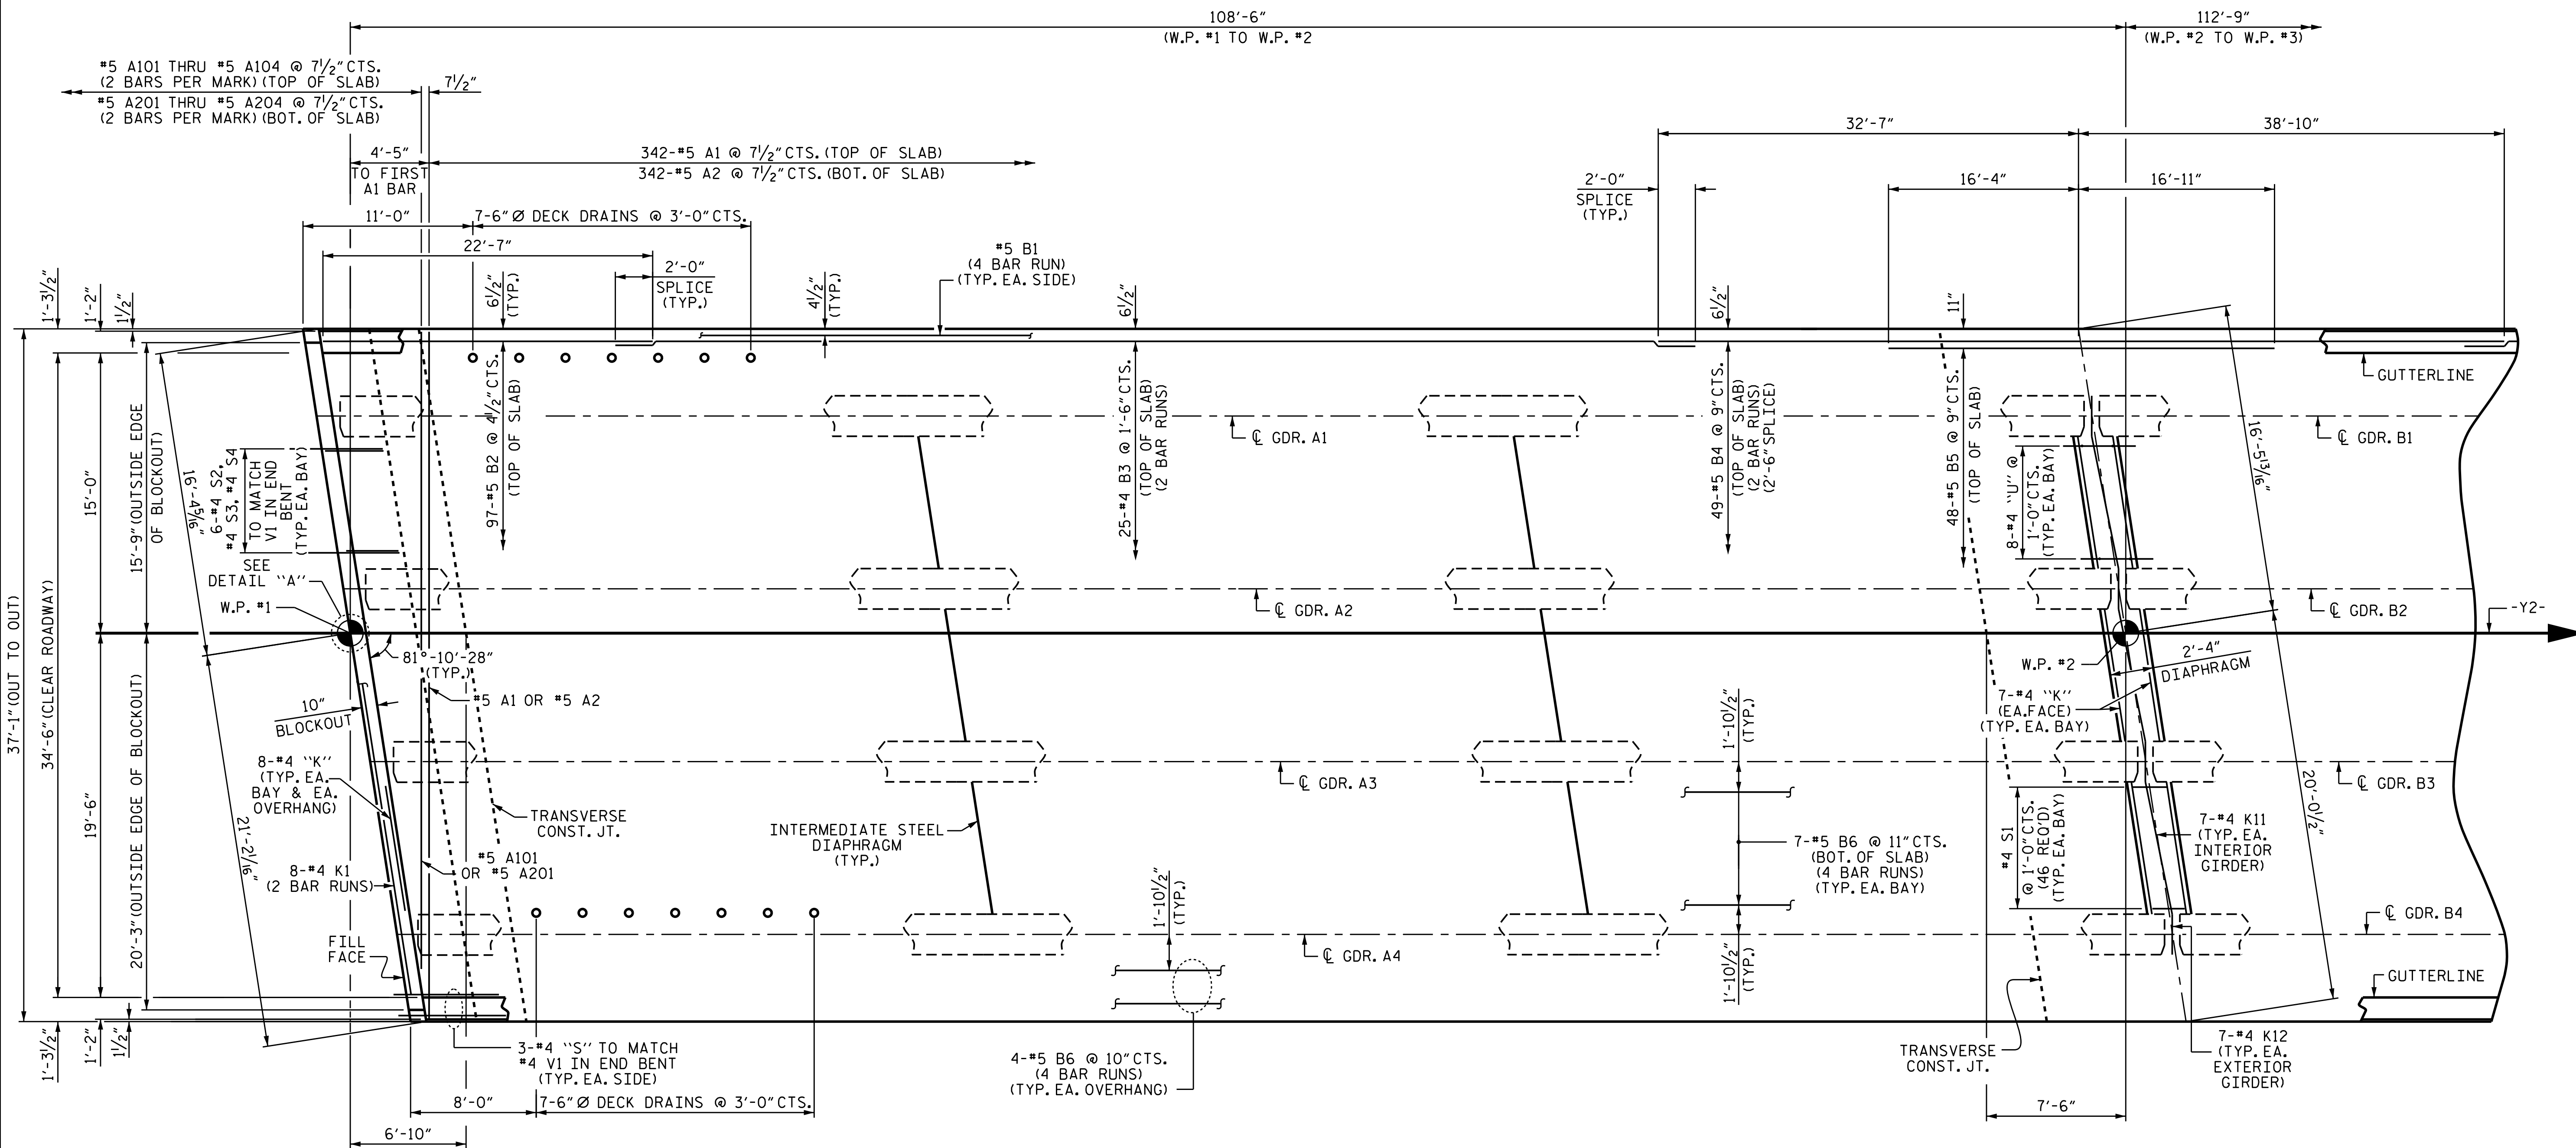 108'-6"
(W.P. #1 TO W.P. #2
112'-9"
(W.P. #2 TO W.P. #3)
#5 A101 THRU #5 A104 @ 7½" CTS.
(2 BARS PER MARK) (TOP OF SLAB)
#5 A201 THRU #5 A204 @ 7½" CTS.
(2 BARS PER MARK) (BOT. OF SLAB)
7½"
4'-5"
TO FIRST
A1 BAR
342-#5 A1 @ 7½" CTS. (TOP OF SLAB)
342-#5 A2 @ 7½" CTS. (BOT. OF SLAB)
32'-7"
38'-10"
2'-0"
SPLICE
(TYP.)
16'-4"
16'-11"
11'-0"
7-6" Ø DECK DRAINS @ 3'-0" CTS.
22'-7"
2'-0"
SPLICE
(TYP.)
#5 B1
(4 BAR RUN)
(TYP. EA. SIDE)
1'-3½"
1'-2"
1½"
6½"
(TYP.)
4½"
(TYP.)
6½"
6½"
11"
37'-1" (OUT TO OUT)
34'-6" (CLEAR ROADWAY)
15'-0"
19'-6"
15'-9" (OUTSIDE EDGE
OF BLOCKOUT)
20'-3" (OUTSIDE EDGE OF BLOCKOUT)
16'-4 5/16"
21'-2 1/16"
6-#4 S2,
#4 S3, #4 S4
TO MATCH
V1 IN END
BENT
(TYP. EA. BAY)
97-#5 B2 @ 4½" CTS.
(TOP OF SLAB)
25-#4 B3 @ 1'-6" CTS.
(TOP OF SLAB)
(2 BAR RUNS)
49-#5 B4 @ 9" CTS.
(TOP OF SLAB)
(2 BAR RUNS)
(2'-6" SPLICE)
48-#5 B5 @ 9" CTS.
(TOP OF SLAB)
8-#4 "U" @
1'-0" CTS.
(TYP. EA. BAY)
16'-5 13/16"
20'-0½"
GUTTERLINE
℄ GDR. A1
℄ GDR. B1
SEE
DETAIL "A"
W.P. #1
℄ GDR. A2
℄ GDR. B2
-Y2-
81°-10'-28"
(TYP.)
W.P. #2
2'-4"
DIAPHRAGM
#5 A1 OR #5 A2
10"
BLOCKOUT
7-#4 "K"
(EA. FACE)
(TYP. EA. BAY)
1'-10½"
(TYP.)
8-#4 "K"
(TYP. EA.
BAY & EA.
OVERHANG)
℄ GDR. A3
℄ GDR. B3
TRANSVERSE
CONST. JT.
INTERMEDIATE STEEL
DIAPHRAGM
(TYP.)
7-#5 B6 @ 11" CTS.
(BOT. OF SLAB)
(4 BAR RUNS)
(TYP. EA. BAY)
#4 S1
@ 1'-0" CTS.
(46 REQ'D)
(TYP. EA. BAY)
7-#4 K11
(TYP. EA.
INTERIOR
GIRDER)
#5 A101
OR #5 A201
8-#4 K1
(2 BAR RUNS)
FILL
FACE
1'-10½"
(TYP.)
1'-10½"
(TYP.)
℄ GDR. A4
℄ GDR. B4
GUTTERLINE
1'-3½"
1'-2"
1½"
3-#4 "S" TO MATCH
#4 V1 IN END BENT
(TYP. EA. SIDE)
4-#5 B6 @ 10" CTS.
(4 BAR RUNS)
(TYP. EA. OVERHANG)
TRANSVERSE
CONST. JT.
7-#4 K12
(TYP. EA.
EXTERIOR
GIRDER)
8'-0"
7-6" Ø DECK DRAINS @ 3'-0" CTS.
7'-6"
6'-10"